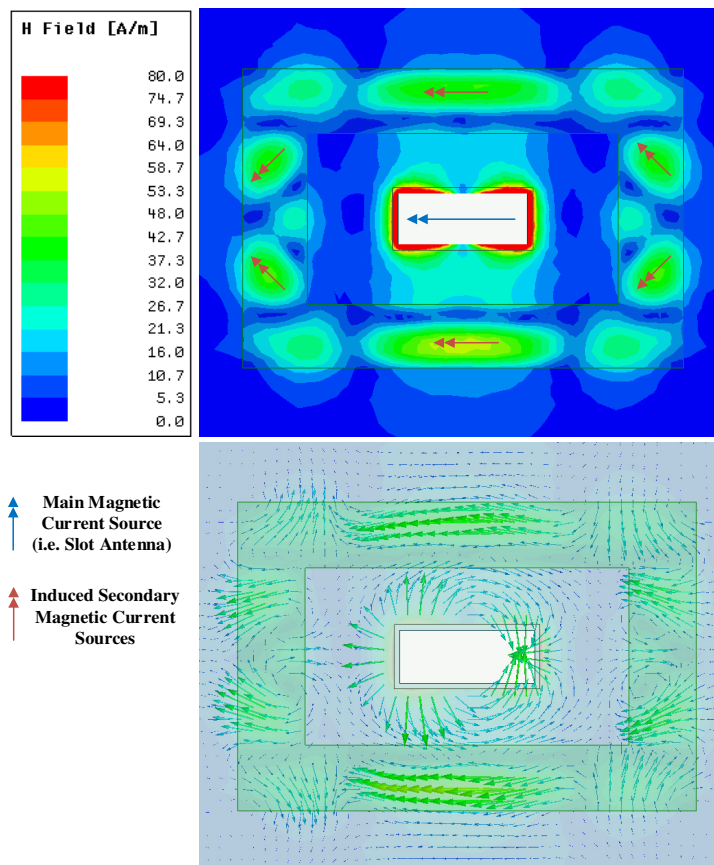 H Field [A/m]
80.0
74.7
69.3
64.0
58.7
53.3
48.0
42.7
37.3
32.0
26.7
21.3
16.0
10.7
5.3
0.0
Main Magnetic
Current Source
(i.e. Slot Antenna)
Induced Secondary
Magnetic Current
Sources